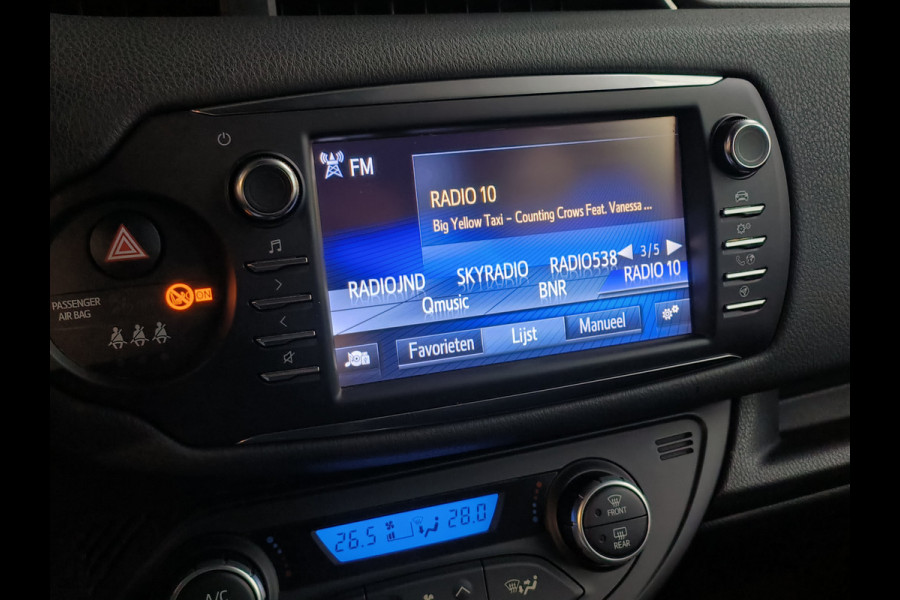 FM
RADIO 10
Big Yellow Taxi – Counting Crows Feat. Vanessa ...
3/5
RADIOJND SKYRADIO RADIO538
Qmusic BNR RADIO 10
Favorieten Lijst Manueel
PASSENGER
AIR BAG
ON
26.5 28.0
FRONT
REAR
A/C